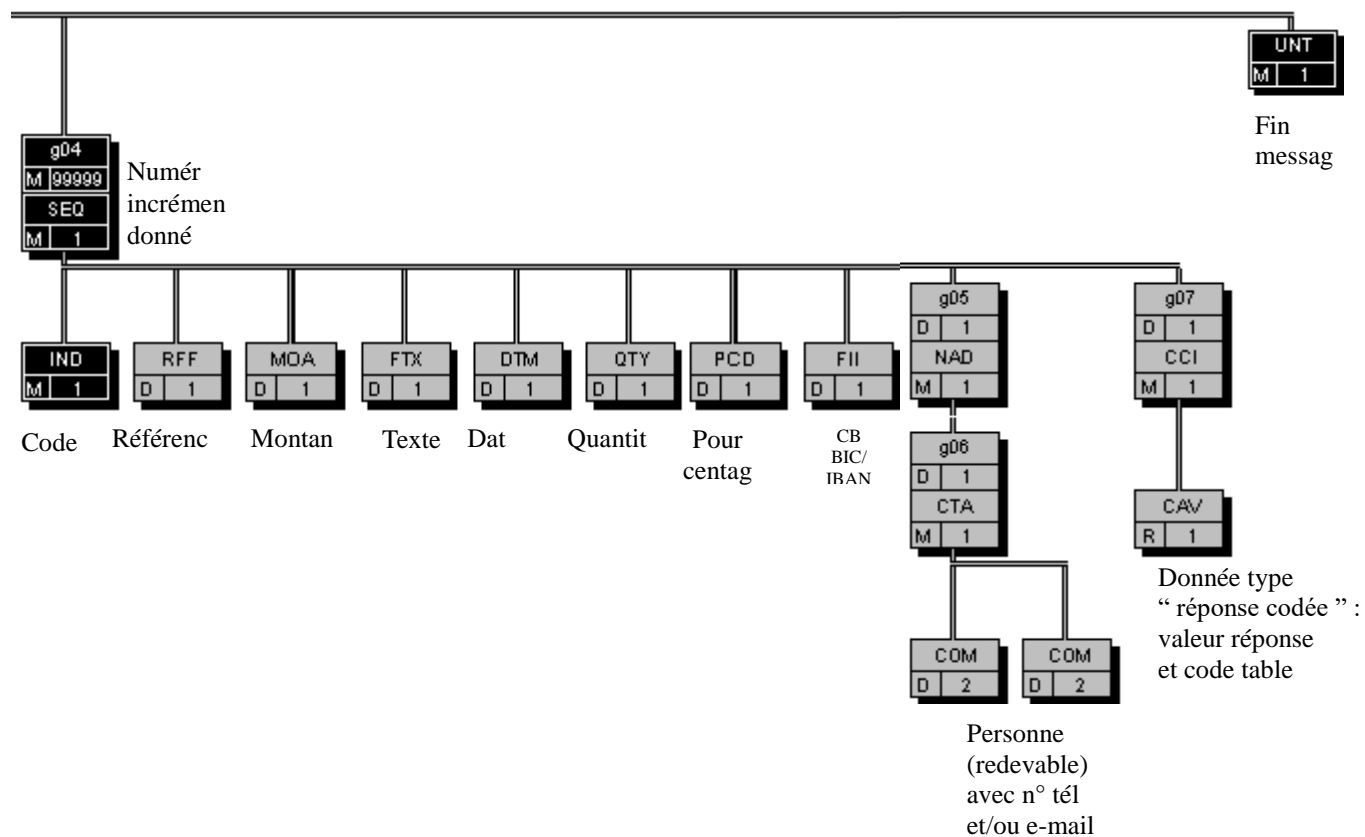 UNT
M 1
Fin
messag
g04
M 99999
SEQ
M 1
Numér
incrémen
donné
IND
M 1
Code
RFF
D 1
Référenc
MOA
D 1
Montan
FTX
D 1
Texte
DTM
D 1
Dat
QTY
D 1
Quantit
PCD
D 1
Pour
centag
FII
D 1
CB
BIC/
IBAN
g05
D 1
NAD
M 1
g06
D 1
CTA
M 1
COM
D 2
COM
D 2
Personne
(redevable)
avec n° tél
et/ou e-mail
g07
D 1
CCI
M 1
CAV
R 1
Donnée type
“ réponse codée ” :
valeur réponse
et code table